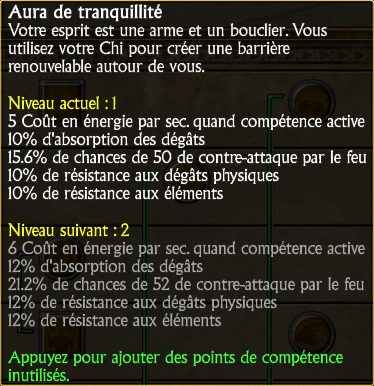 Aura de tranquillité
Votre esprit est une arme et un bouclier. Vous
utilisez votre Chi pour créer une barrière
renouvelable autour de vous.
Niveau actuel : 1
5 Coût en énergie par sec. quand compétence active
10% d'absorption des dégâts
15.6% de chances de 50 de contre-attaque par le feu
10% de résistance aux dégâts physiques
10% de résistance aux éléments
Niveau suivant : 2
6 Coût en énergie par sec. quand compétence active
12% d'absorption des dégâts
21.2% de chances de 52 de contre-attaque par le feu
12% de résistance aux dégâts physiques
12% de résistance aux éléments
Appuyez pour ajouter des points de compétence
inutilisés.